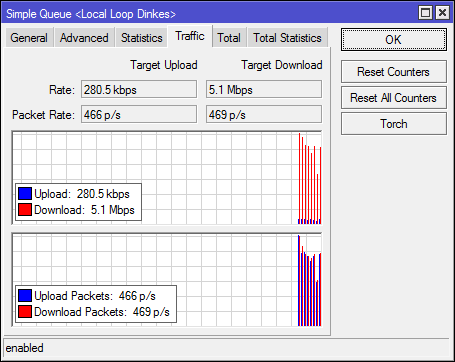 Simple Queue <Local Loop Dinkes>
General Advanced Statistics Traffic Total Total Statistics
OK
Target Upload Target Download
Rate: 280.5 kbps 5.1 Mbps
Reset Counters
Reset All Counters
Packet Rate: 466 p/s 469 p/s
Torch
Upload: 280.5 kbps
Download: 5.1 Mbps
Upload Packets: 466 p/s
Download Packets: 469 p/s
enabled